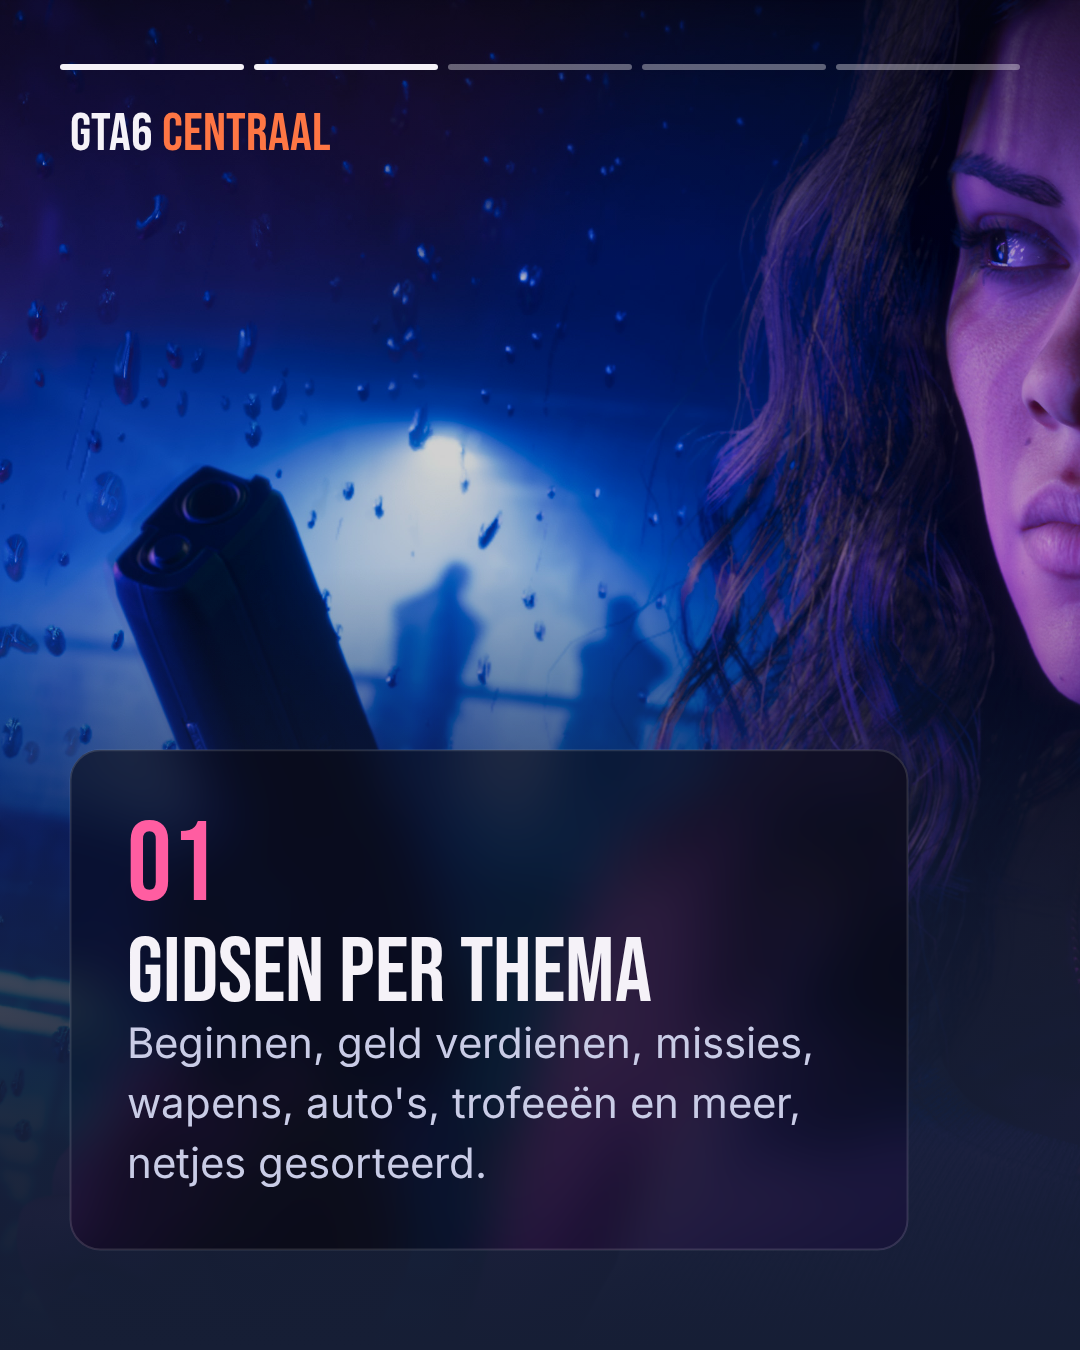 GTA6 CENTRAAL
01
GIDSEN PER THEMA
Beginnen, geld verdienen, missies,
wapens, auto's, trofeeën en meer,
netjes gesorteerd.